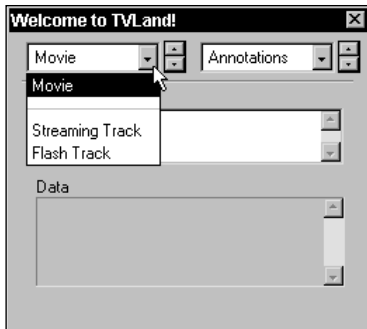 Welcome to TVLand!
Movie
Annotations
Movie
Streaming Track
Flash Track
Data